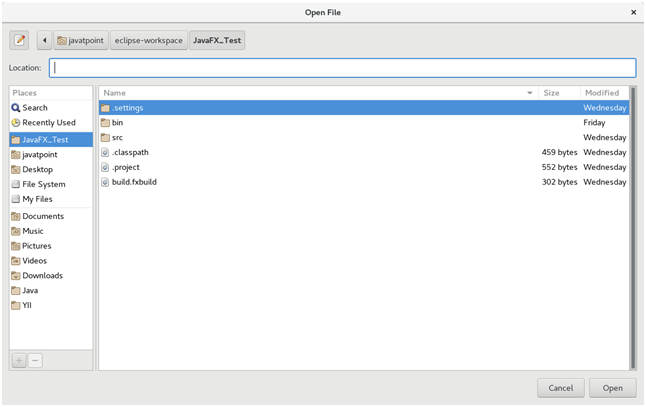 Open File
javatpoint eclipse-workspace JavaFX_Test
Location:
Places
Search
Recently Used
JavaFX_Test
javatpoint
Desktop
File System
My Files
Documents
Music
Pictures
Videos
Downloads
Java
YII
Name Size Modified
.settings Wednesday
bin Friday
src Wednesday
.classpath 459 bytes Wednesday
.project 552 bytes Wednesday
build.fxbuild 302 bytes Wednesday
Cancel Open